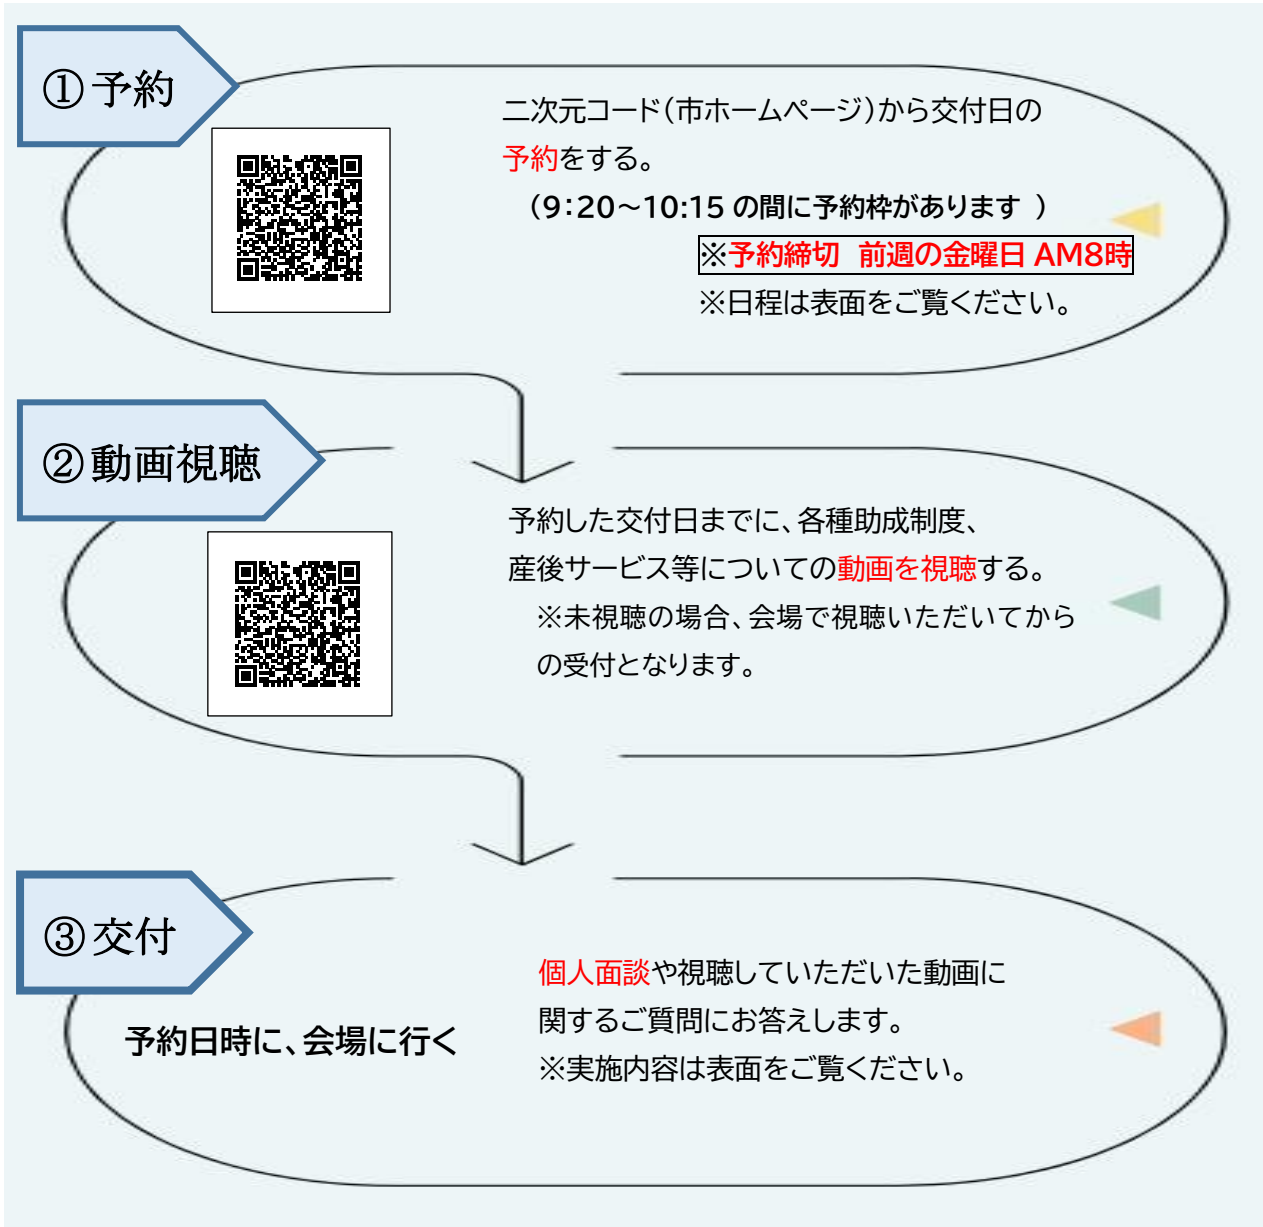 ①予約
二次元コード（市ホームページ）から交付日の
予約をする。
（9：20～10:15 の間に予約枠があります ）
※予約締切 前週の金曜日 AM8時
※日程は表面をご覧ください。
②動画視聴
予約した交付日までに、各種助成制度、
産後サービス等についての動画を視聴する。
※未視聴の場合、会場で視聴いただいてから
の受付となります。
③交付
予約日時に、会場に行く
個人面談や視聴していただいた動画に
関するご質問にお答えします。
※実施内容は表面をご覧ください。